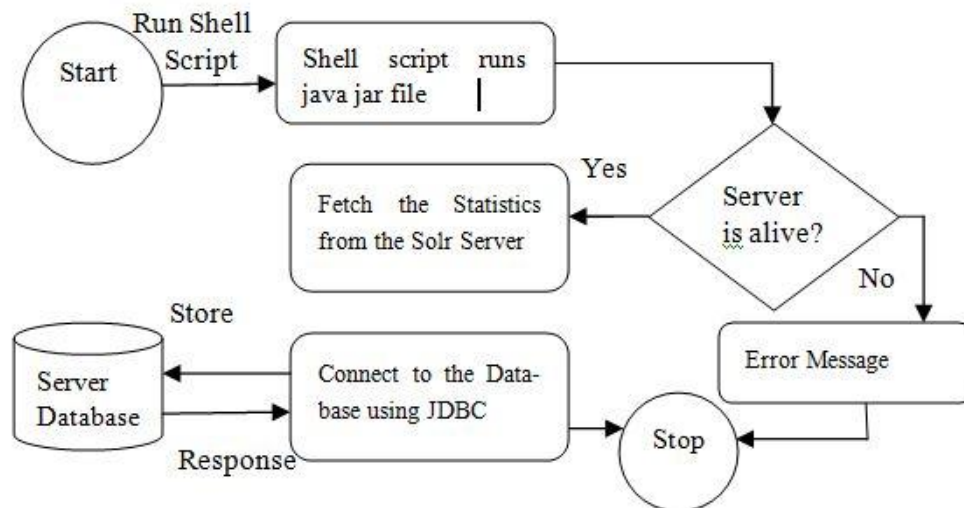 Start
Run Shell
Script
Shell script runs
java jar file
Server
is alive?
Yes
Fetch the Statistics
from the Solr Server
No
Error Message
Store
Server
Database
Connect to the Data-
base using JDBC
Response
Stop